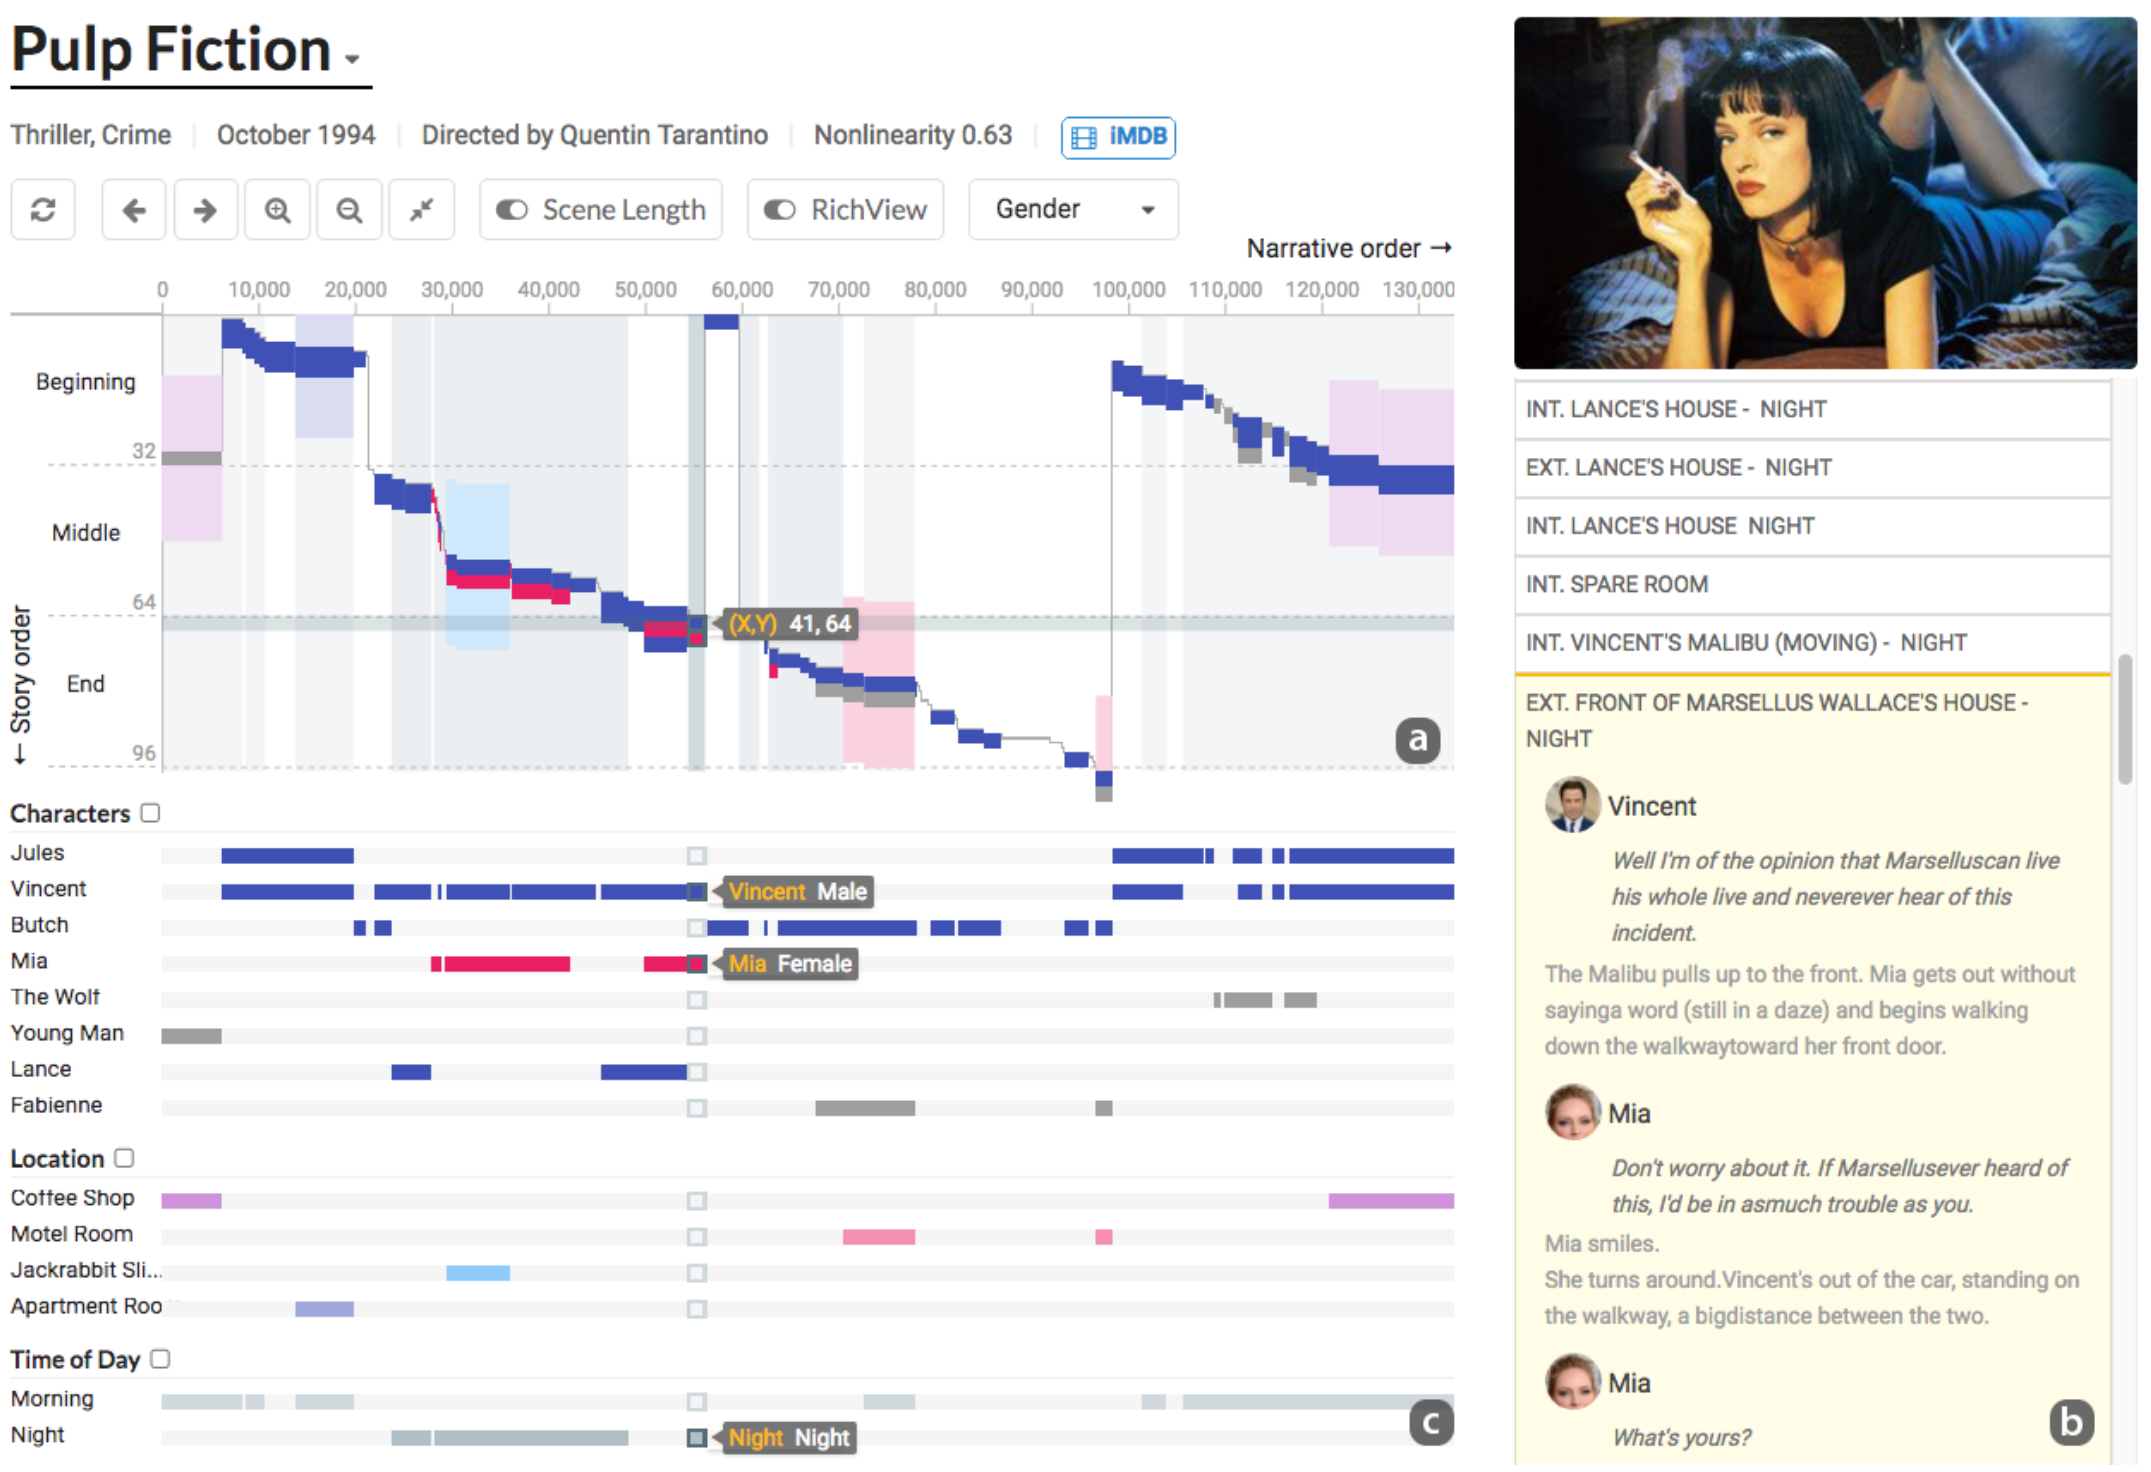 Pulp Fiction
Thriller, Crime October 1994 Directed by Quentin Tarantino Nonlinearity 0.63 iMDB
Scene Length RichView Gender
Narrative order →
0 10,000 20,000 30,000 40,000 50,000 60,000 70,000 80,000 90,000 100,000 110,000 120,000 130,000
Beginning
32
Middle
64
(X,Y) 41, 64
End
96
← Story order
a
Characters
Jules
Vincent
Vincent Male
Butch
Mia
Mia Female
The Wolf
Young Man
Lance
Fabienne
Location
Coffee Shop
Motel Room
Jackrabbit Sli...
Apartment Roo
Time of Day
Morning
Night
Night Night
c
INT. LANCE'S HOUSE - NIGHT
EXT. LANCE'S HOUSE - NIGHT
INT. LANCE'S HOUSE NIGHT
INT. SPARE ROOM
INT. VINCENT'S MALIBU (MOVING) - NIGHT
EXT. FRONT OF MARSELLUS WALLACE'S HOUSE -
NIGHT
Vincent
Well I'm of the opinion that Marselluscan live
his whole live and neverever hear of this
incident.
The Malibu pulls up to the front. Mia gets out without
sayinga word (still in a daze) and begins walking
down the walkwaytoward her front door.
Mia
Don't worry about it. If Marsellusever heard of
this, I'd be in asmuch trouble as you.
Mia smiles.
She turns around.Vincent's out of the car, standing on
the walkway, a bigdistance between the two.
Mia
What's yours?
b